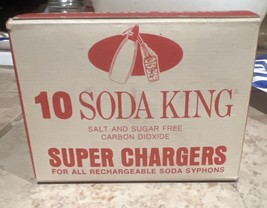 10 SODA KING
SALT AND SUGAR FREE
CARBON DIOXIDE
SUPER CHARGERS
FOR ALL RECHARGEABLE SODA SYPHONS